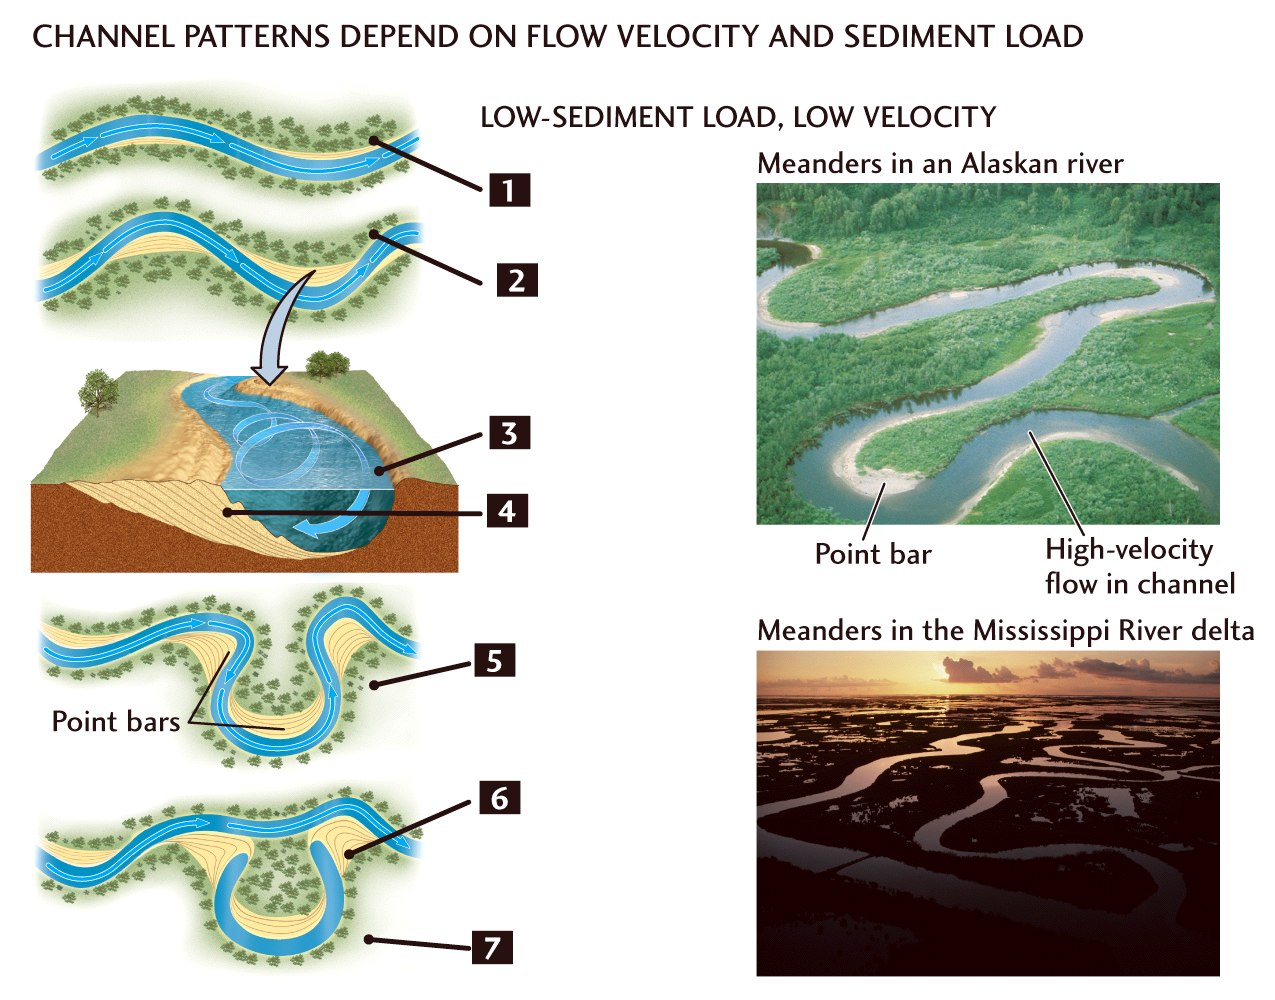 CHANNEL PATTERNS DEPEND ON FLOW VELOCITY AND SEDIMENT LOAD
LOW-SEDIMENT LOAD, LOW VELOCITY
Meanders in an Alaskan river
1
2
3
4
Point bar
High-velocity
flow in channel
Meanders in the Mississippi River delta
5
Point bars
6
7